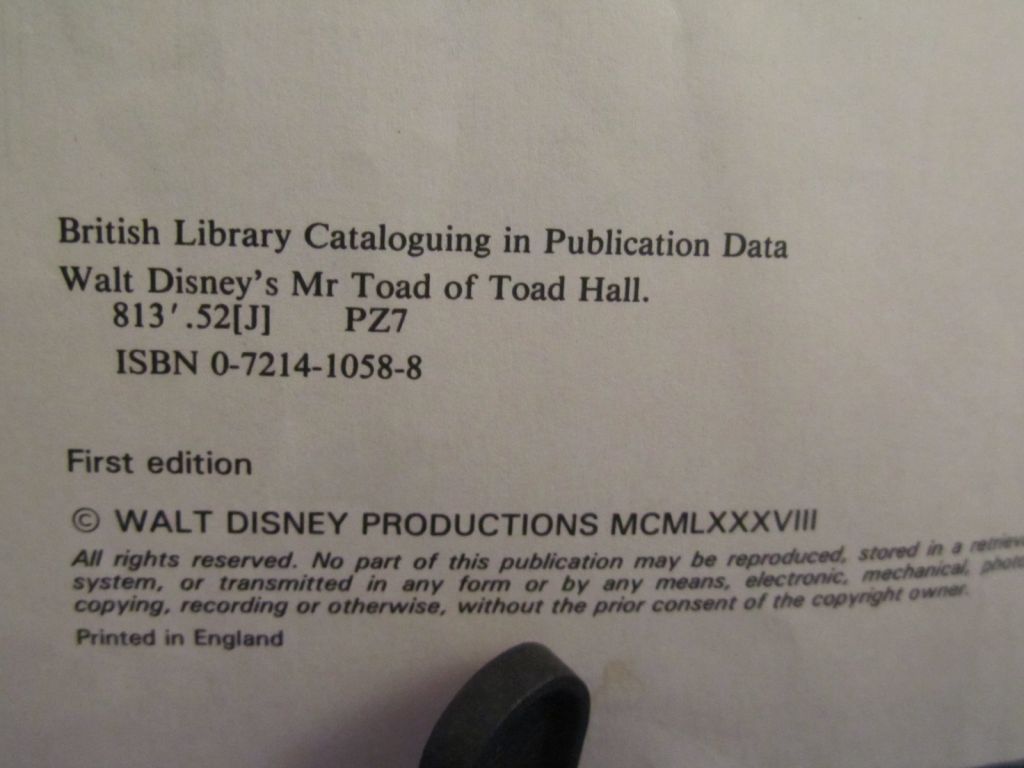 British Library Cataloguing in Publication Data
Walt Disney's Mr Toad of Toad Hall.
813'.52[J] PZ7
ISBN 0-7214-1058-8
First edition
© WALT DISNEY PRODUCTIONS MCMLXXXVIII
All rights reserved. No part of this publication may be reproduced, stored in a
system, or transmitted in any form or by any means, electronic, mechanical,
copying, recording or otherwise, without the prior consent of the copyright owner.
Printed in England